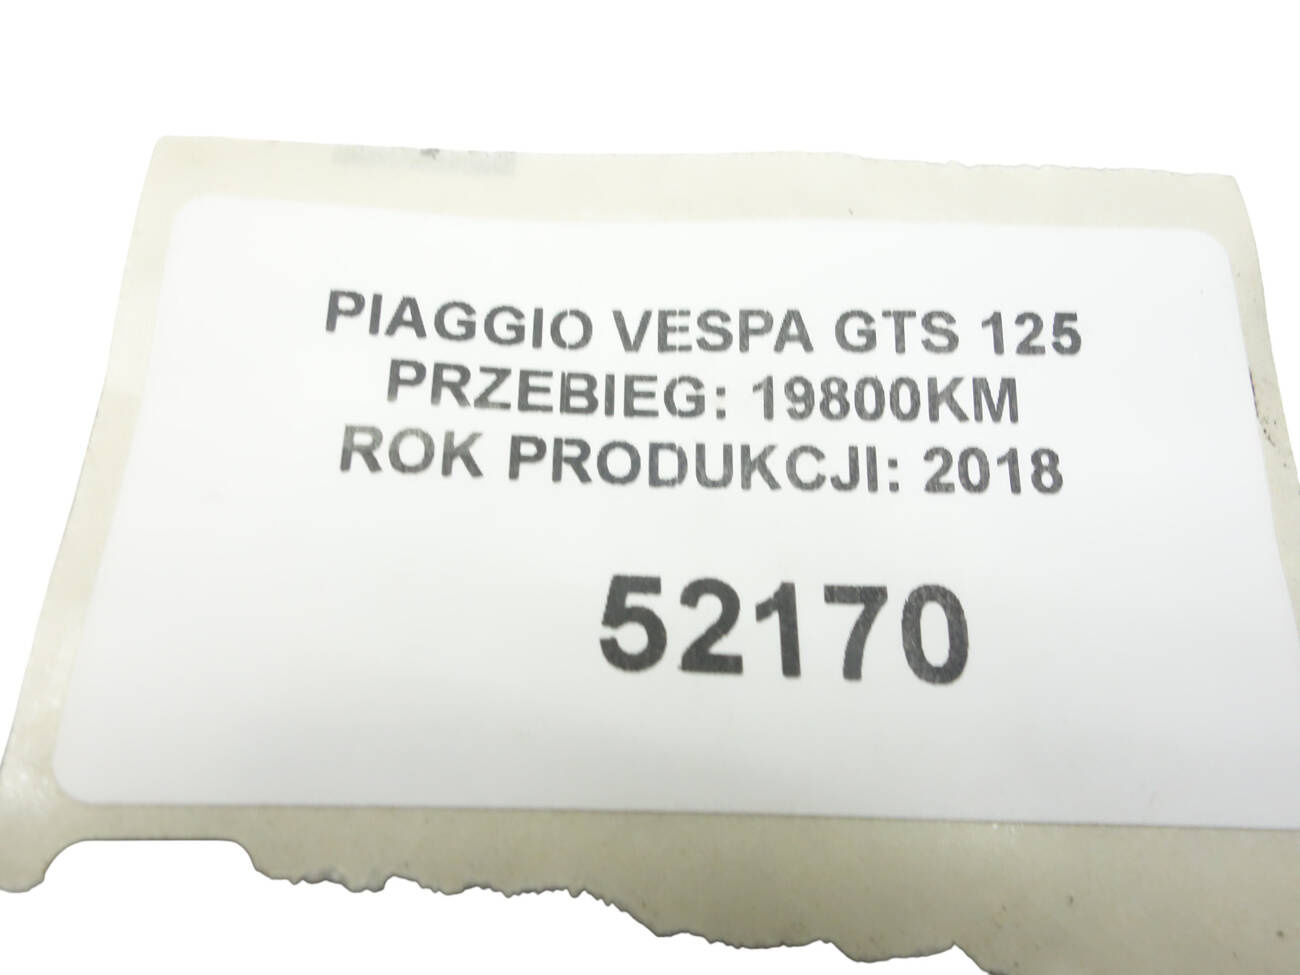 PIAGGIO VESPA GTS 125
PRZEBIEG: 19800KM
ROK PRODUKCJI: 2018
52170